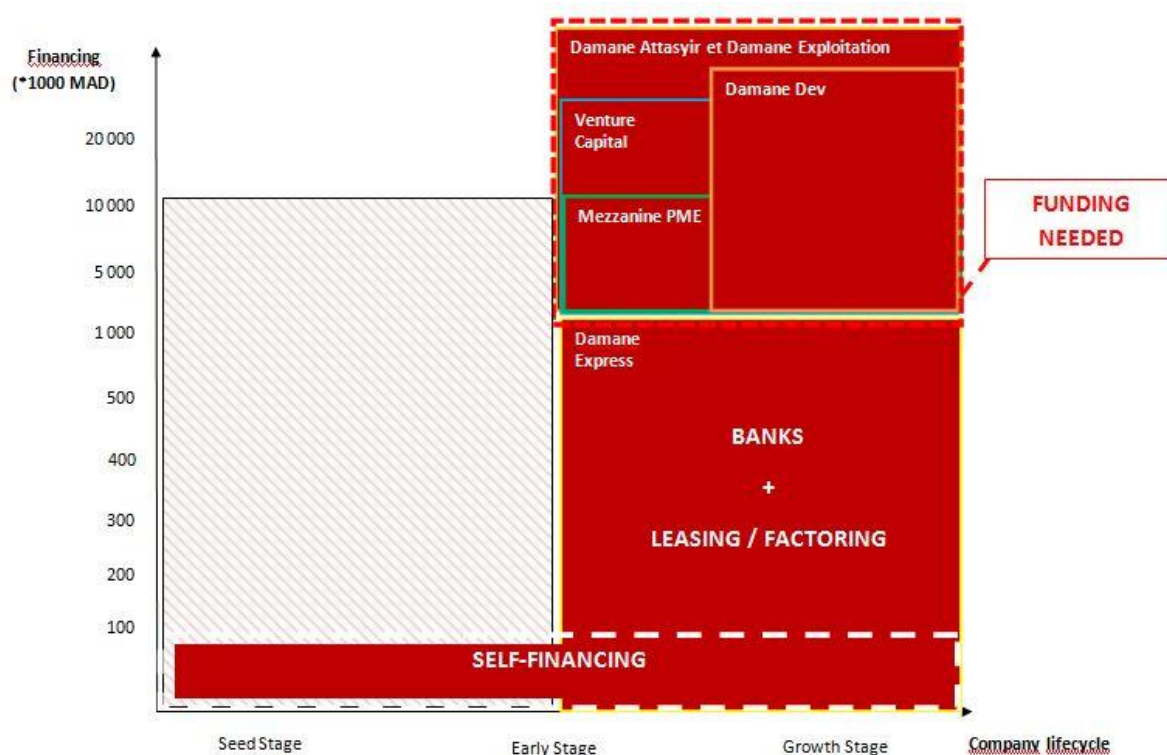 Financing
(*1000 MAD)
20 000
10 000
5 000
1 000
500
400
300
200
100
Damane Attasyir et Damane Exploitation
Damane Dev
Venture
Capital
Mezzanine PME
FUNDING
NEEDED
Damane
Express
BANKS
+
LEASING / FACTORING
SELF-FINANCING
Seed Stage
Early Stage
Growth Stage
Company lifecycle